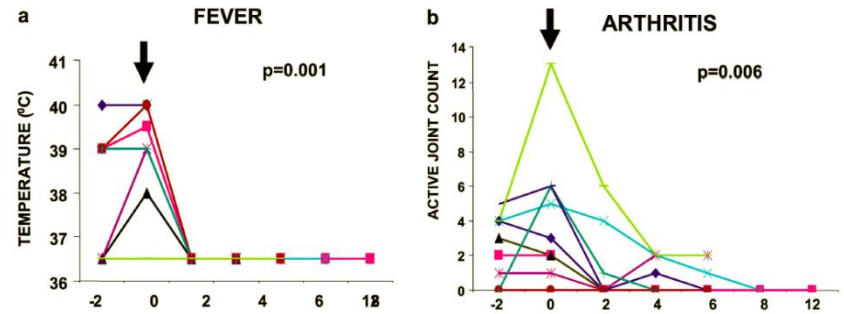 a
FEVER
p=0.001
TEMPERATURE (⁰C)
41
40
39
38
37
36
-2 0 2 4 6
b
ARTHRITIS
p=0.006
ACTIVE JOINT COUNT
14
12
10
8
6
4
2
0
-2 0 2 4 6 8 12